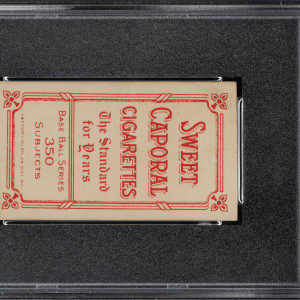 SWEET
CAPORAL
CIGARETTES
The Standard
for Years
BASE BALL SERIES
350
SUBJECTS